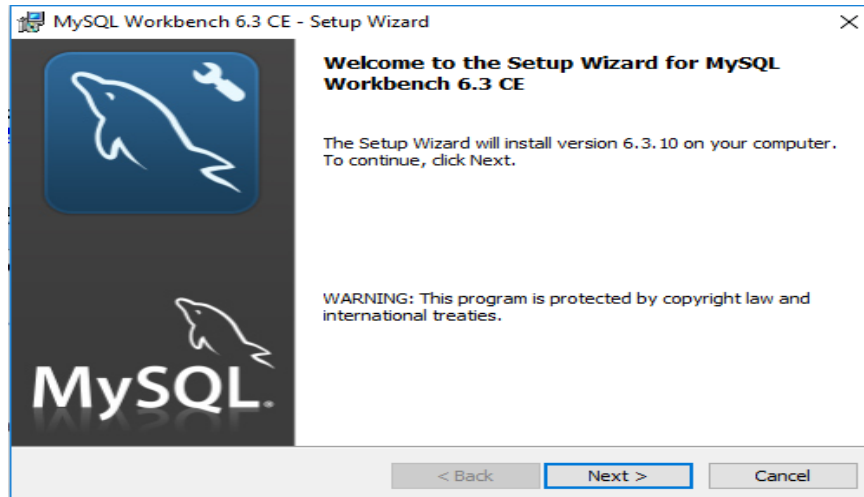 MySQL Workbench 6.3 CE - Setup Wizard
Welcome to the Setup Wizard for MySQL
Workbench 6.3 CE
The Setup Wizard will install version 6.3.10 on your computer.
To continue, click Next.
WARNING: This program is protected by copyright law and
international treaties.
MySQL®
< Back
Next >
Cancel